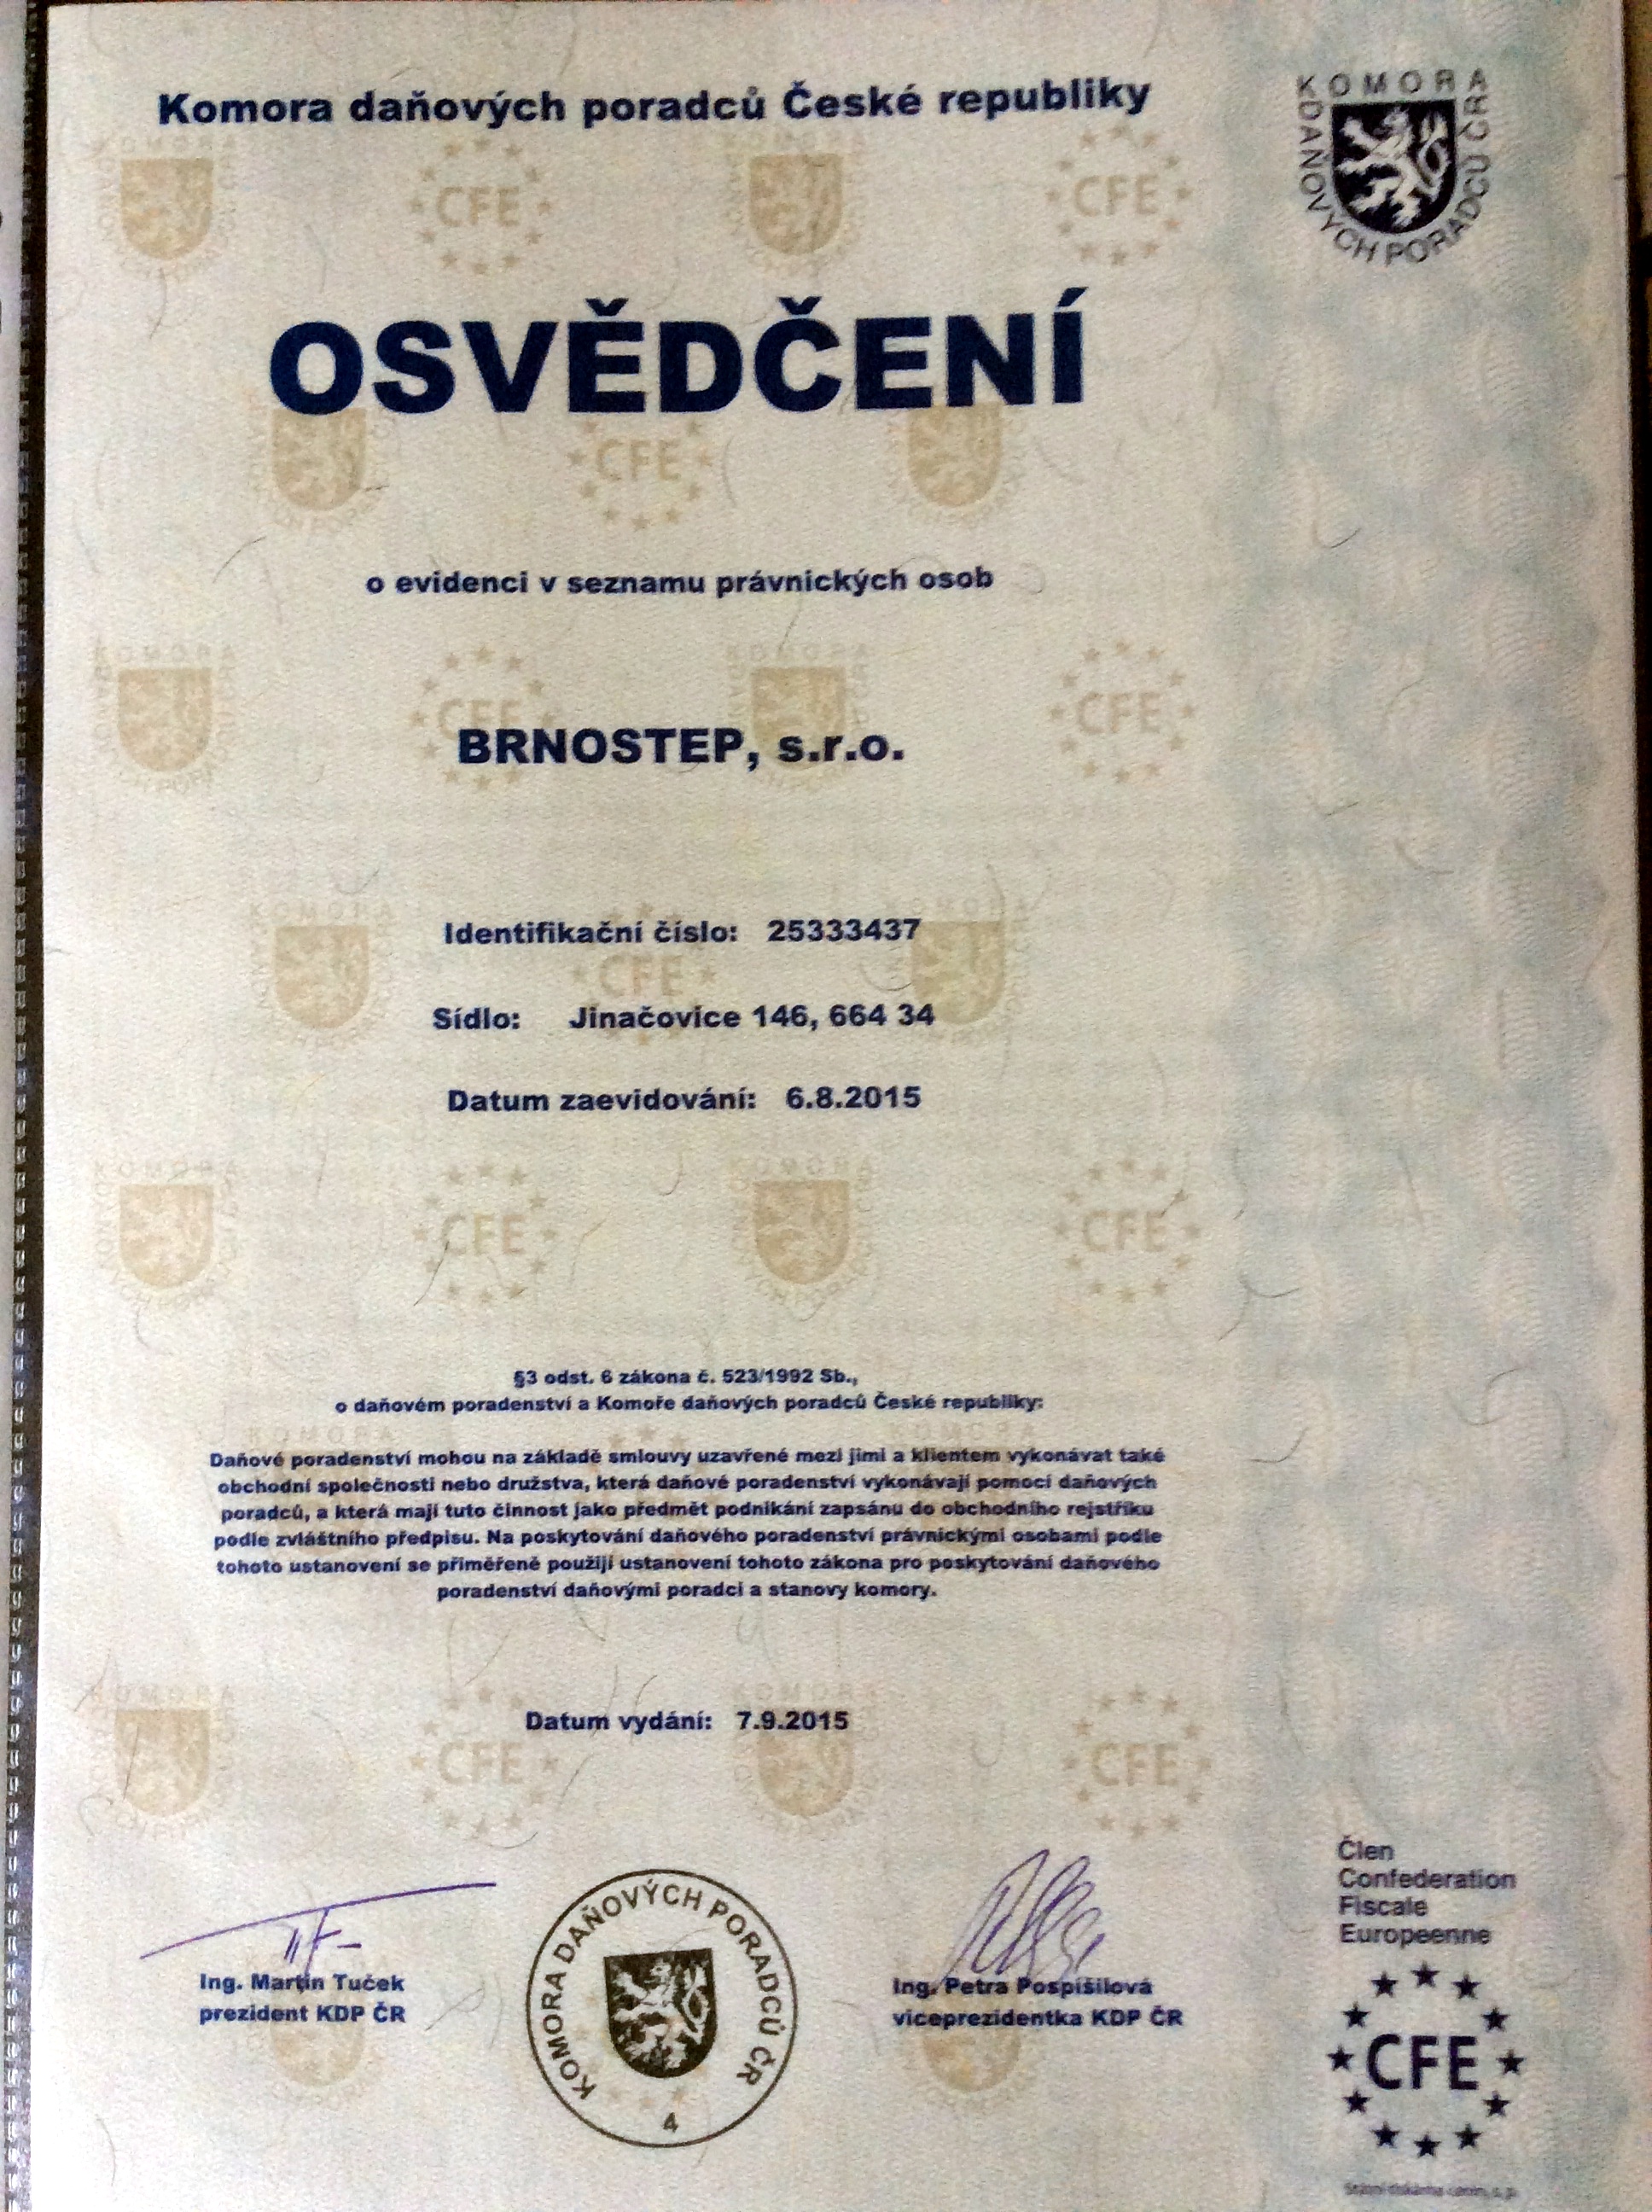 Komora daňových poradců České republiky
KOMORA DAŇOVÝCH PORADCŮ ČR
OSVĚDČENÍ
o evidenci v seznamu právnických osob
BRNOSTEP, s.r.o.
Identifikační číslo: 25333437
Sídlo: Jinačovice 146, 664 34
Datum zaevidování: 6.8.2015
§3 odst. 6 zákona č. 523/1992 Sb.,
o daňovém poradenství a Komoře daňových poradců České republiky:
Daňové poradenství mohou na základě smlouvy uzavřené mezi jimi a klientem vykonávat také
obchodní společnosti nebo družstva, která daňové poradenství vykonávají pomocí daňových
poradců, a která mají tuto činnost jako předmět podnikání zapsánu do obchodního rejstříku
podle zvláštního předpisu. Na poskytování daňového poradenství právnickými osobami podle
tohoto ustanovení se přiměřeně použijí ustanovení tohoto zákona pro poskytování daňového
poradenství daňovými poradci a stanovy komory.
Datum vydání: 7.9.2015
Ing. Martin Tuček
prezident KDP ČR
KOMORA DAŇOVÝCH PORADCŮ ČR
4
Ing. Petra Pospíšilová
viceprezidentka KDP ČR
Člen
Confederation
Fiscale
Europeenne
CFE